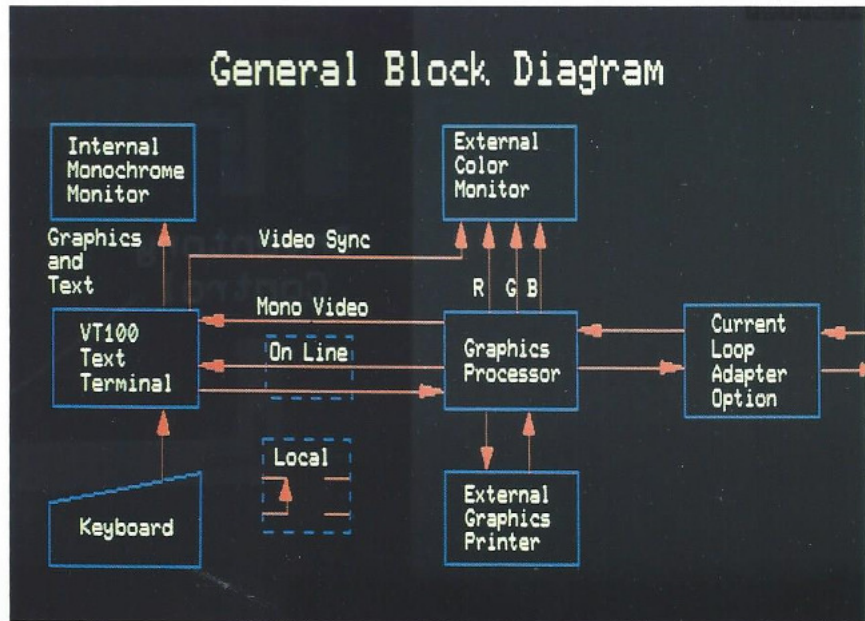 General Block Diagram
Internal
Monochrome
Monitor
External
Color
Monitor
Graphics
and
Text
Video Sync
R G B
Mono Video
VT100
Text
Terminal
On Line
Graphics
Processor
Current
Loop
Adapter
Option
Local
Keyboard
External
Graphics
Printer